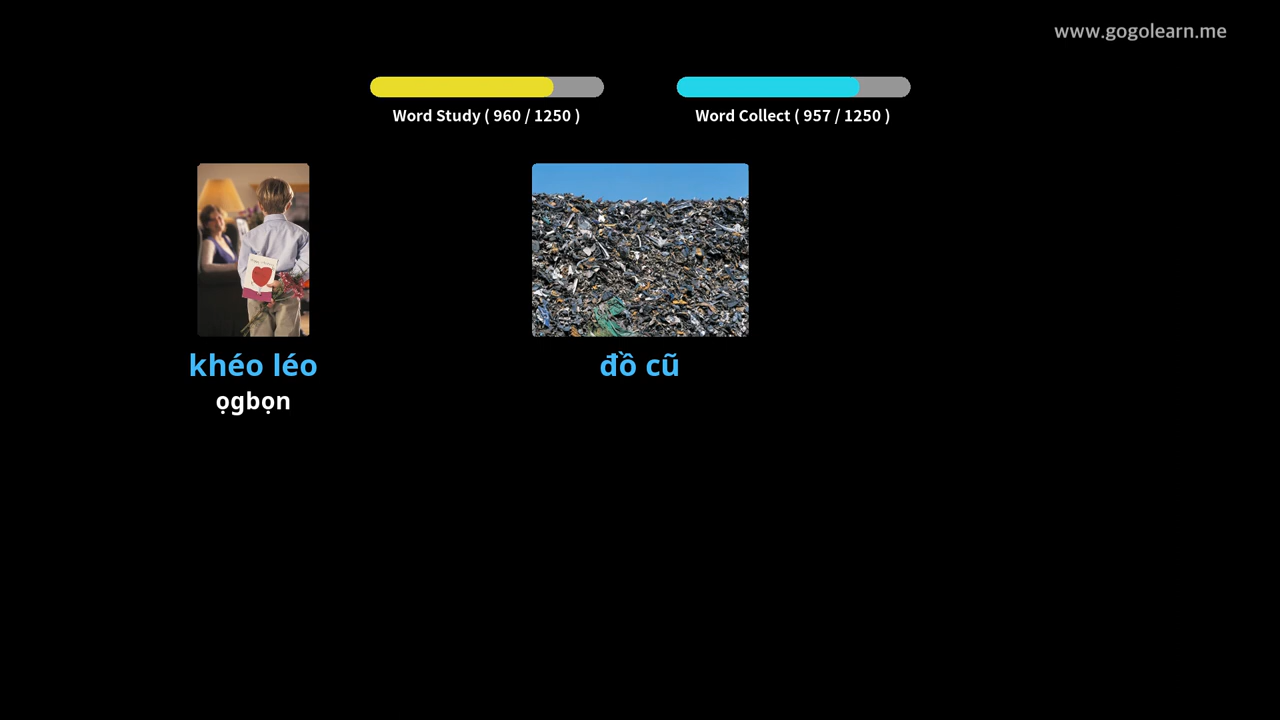 www.gogolearn.me
Word Study ( 960 / 1250 )
Word Collect ( 957 / 1250 )
khéo léo
ọgbọn
đồ cũ